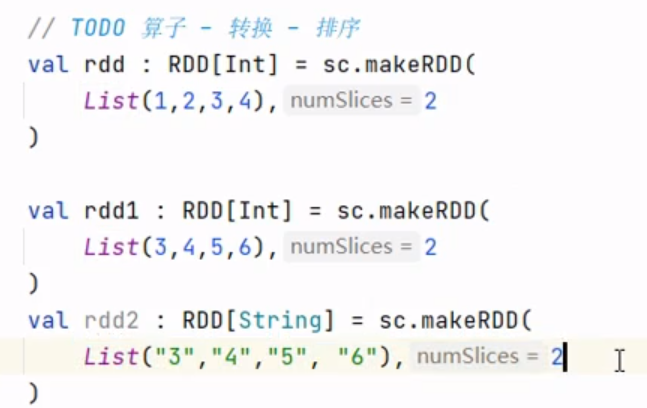 // TODO 算子 - 转换 - 排序
val rdd : RDD[Int] = sc.makeRDD(
List(1,2,3,4), numSlices = 2
)
val rdd1 : RDD[Int] = sc.makeRDD(
List(3,4,5,6), numSlices = 2
)
val rdd2 : RDD[String] = sc.makeRDD(
List("3","4","5", "6"), numSlices = 2
)